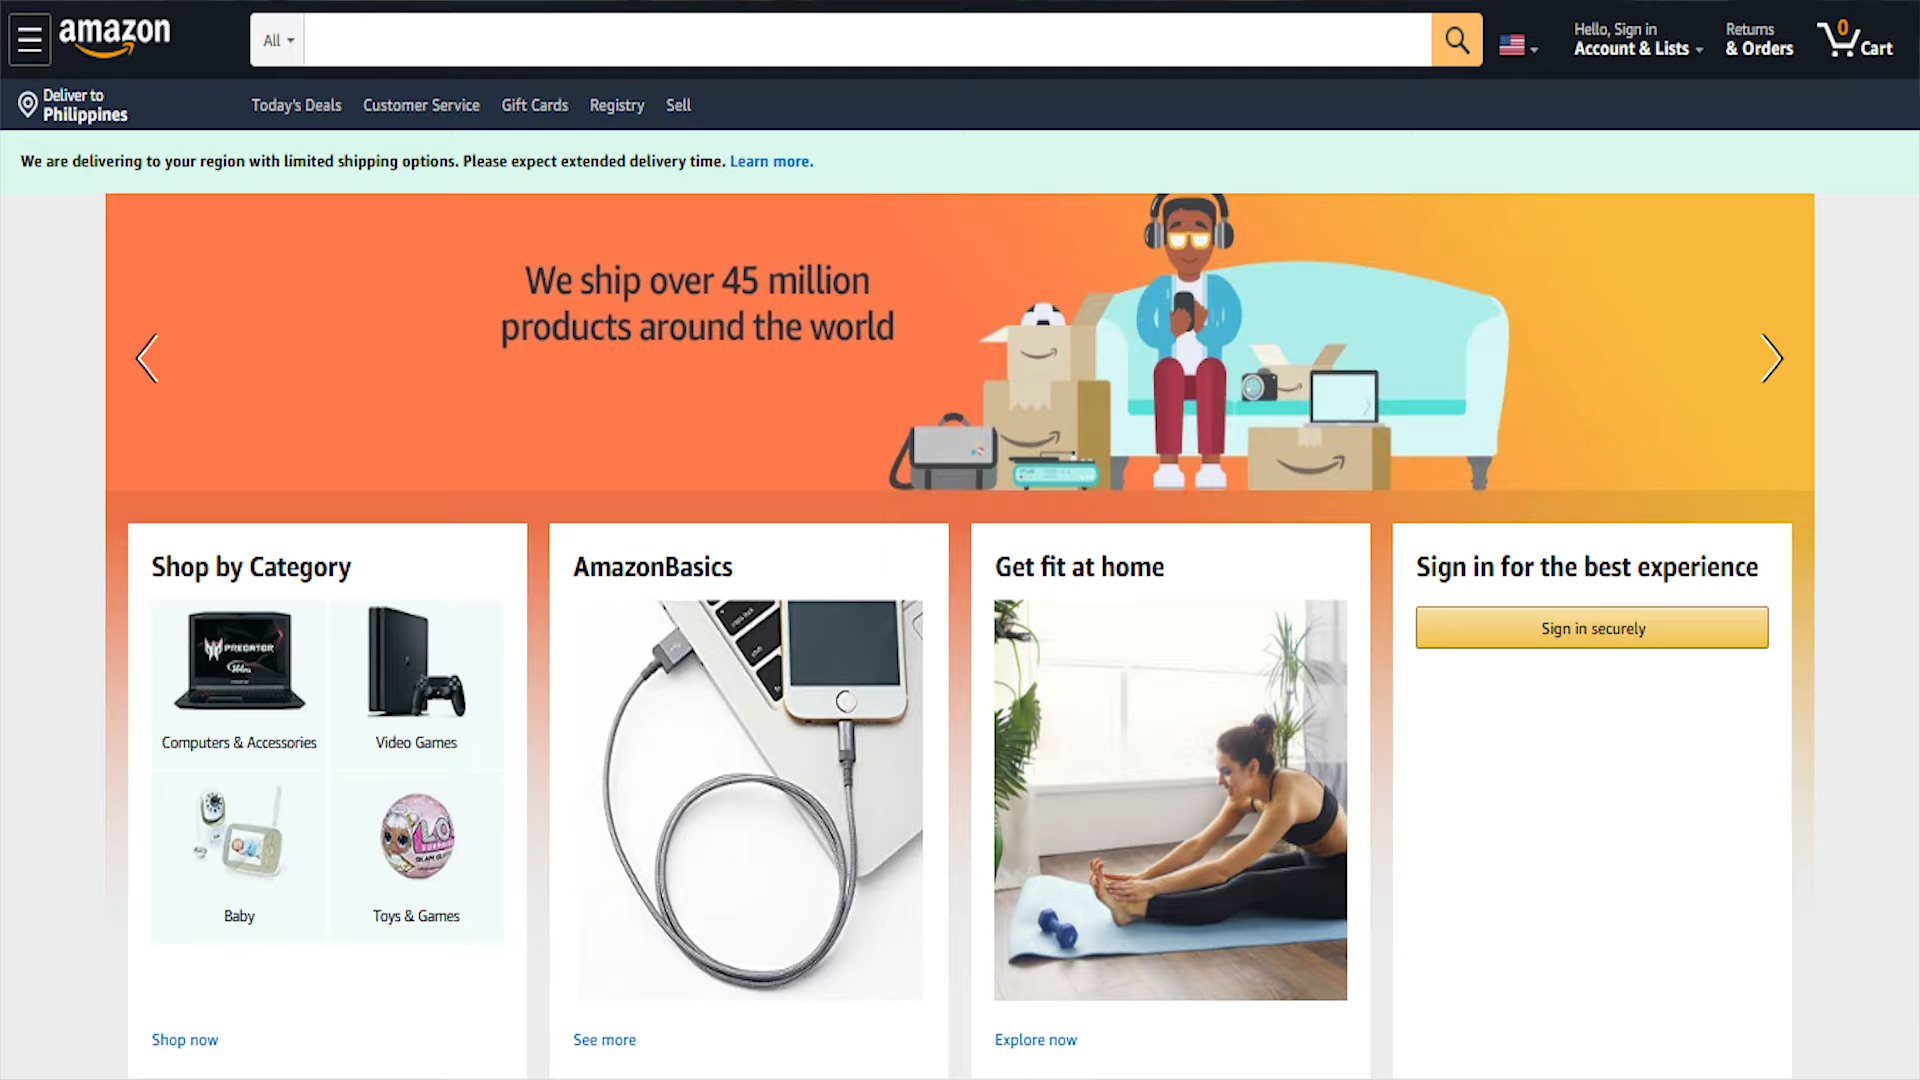 amazon
All
Hello, Sign in
Account & Lists
Returns
& Orders
0
Cart
Deliver to
Philippines
Today's Deals
Customer Service
Gift Cards
Registry
Sell
We are delivering to your region with limited shipping options. Please expect extended delivery time. Learn more.
We ship over 45 million
products around the world
Shop by Category
AmazonBasics
Get fit at home
Sign in for the best experience
Sign in securely
PREDATOR
caps lock
Computers & Accessories
Video Games
Baby
Toys & Games
Shop now
See more
Explore now